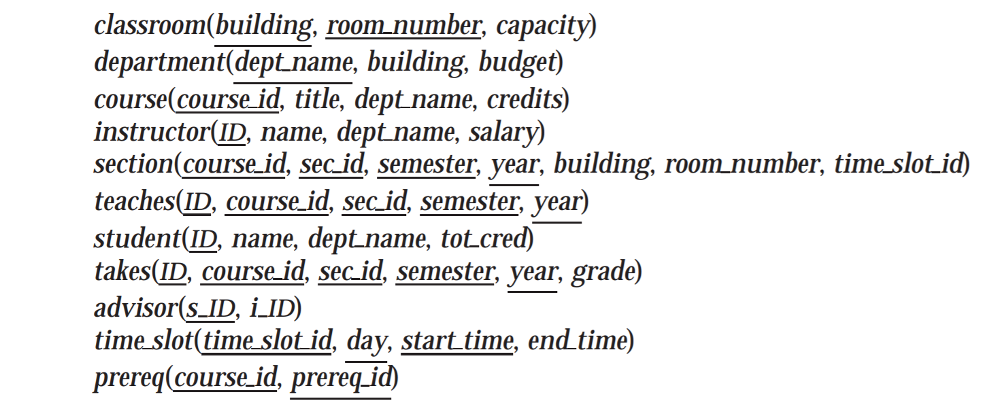 classroom(building, room_number, capacity)
department(dept_name, building, budget)
course(course_id, title, dept_name, credits)
instructor(ID, name, dept_name, salary)
section(course_id, sec_id, semester, year, building, room_number, time_slot_id)
teaches(ID, course_id, sec_id, semester, year)
student(ID, name, dept_name, tot_cred)
takes(ID, course_id, sec_id, semester, year, grade)
advisor(s_ID, i_ID)
time_slot(time_slot_id, day, start_time, end_time)
prereq(course_id, prereq_id)